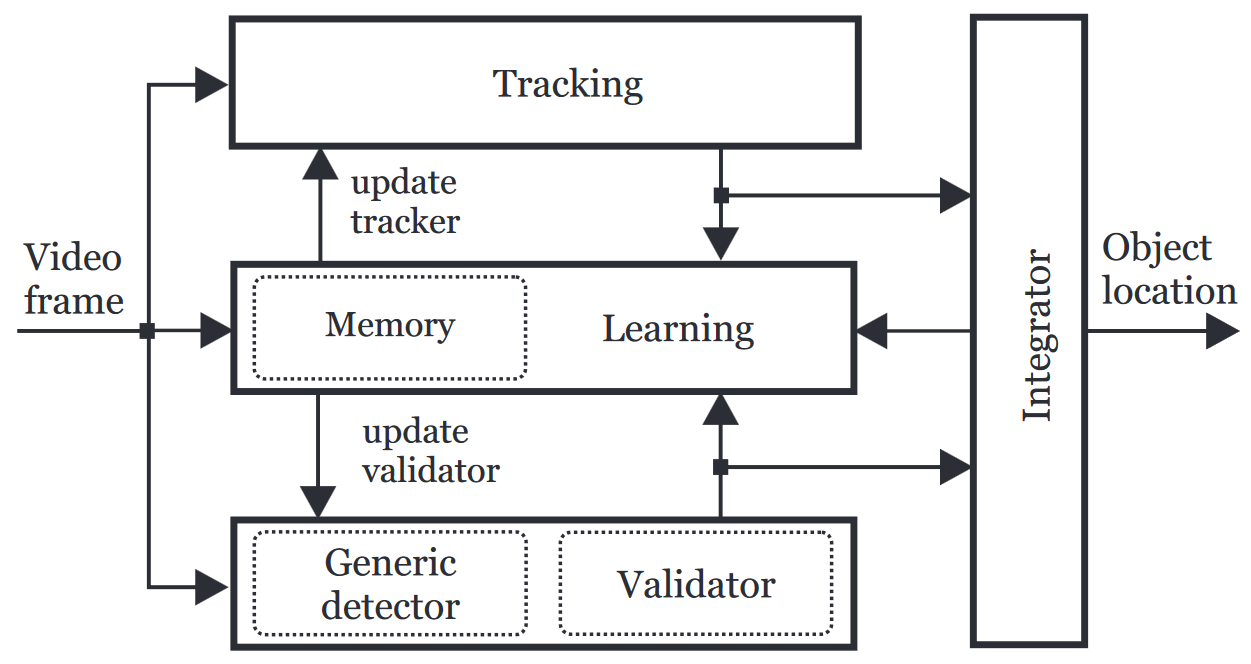 Tracking
update
tracker
Video
frame
Memory
Learning
Integrator
Object
location
update
validator
Generic
detector
Validator